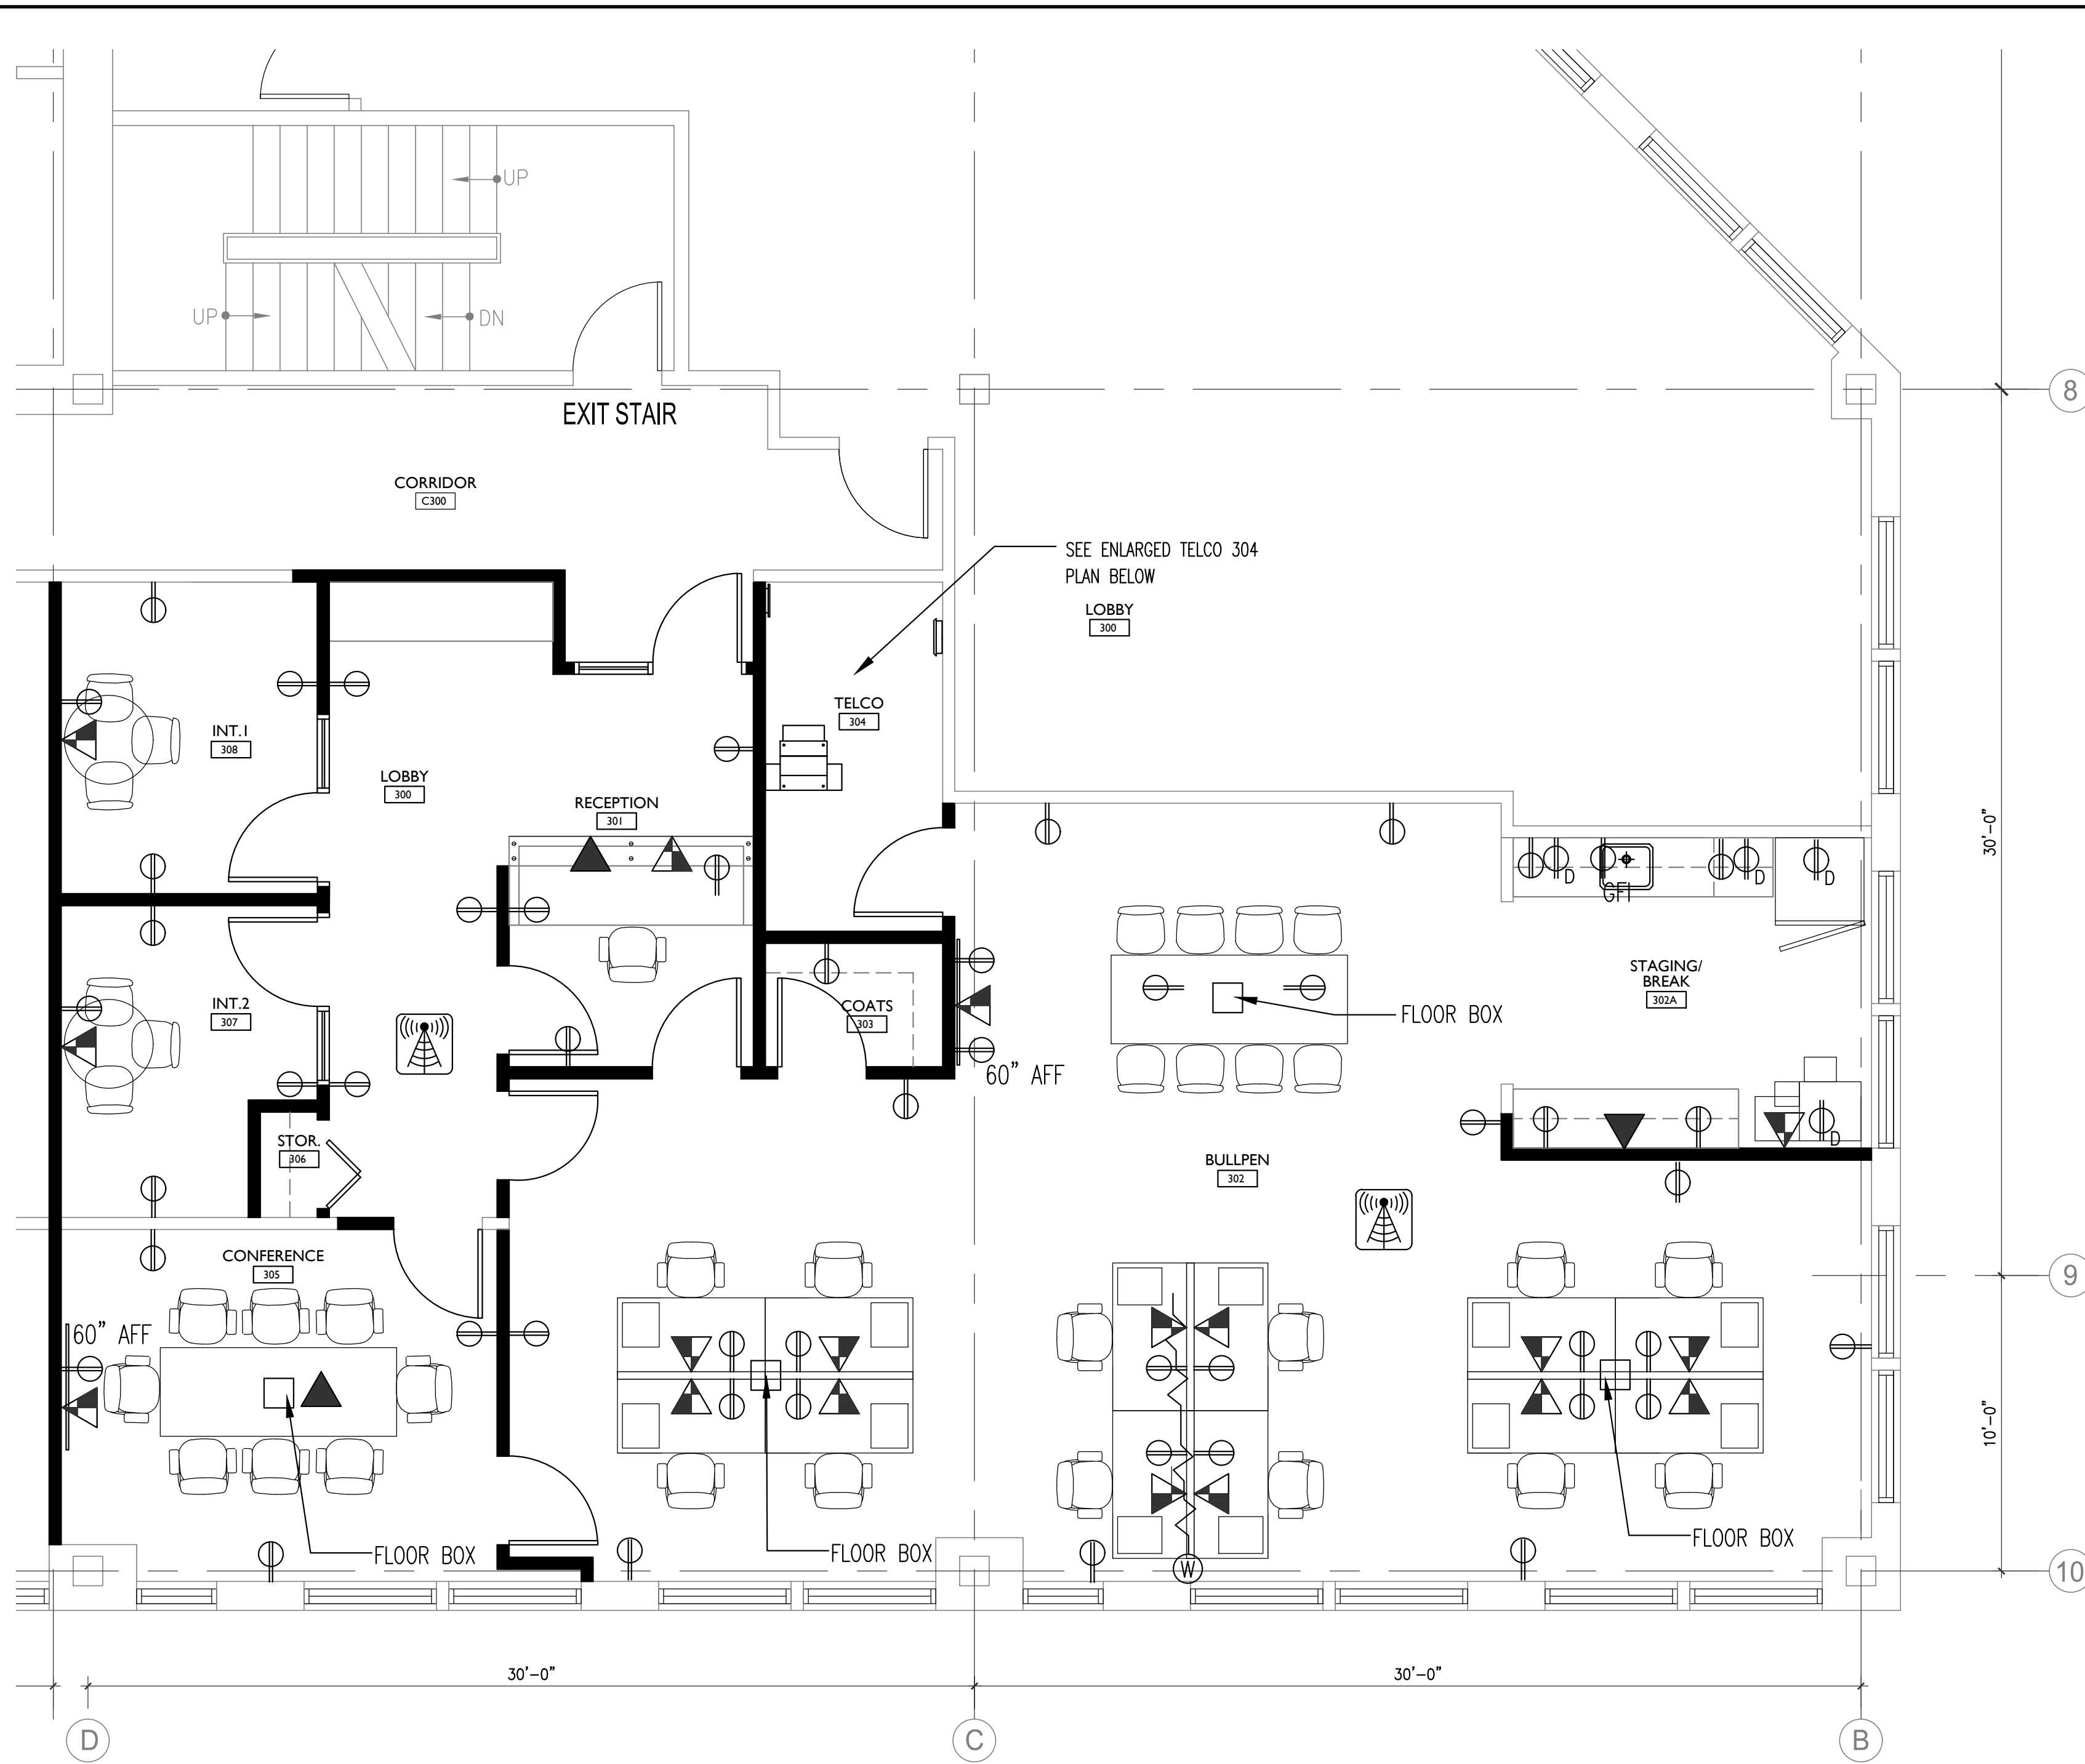 UP
UP
DN
8
EXIT STAIR
CORRIDOR
C300
SEE ENLARGED TELCO 304
PLAN BELOW
LOBBY
300
TELCO
304
INT.1
308
LOBBY
300
RECEPTION
301
30'-0"
D
GFI
D
D
STAGING/
BREAK
302A
INT.2
307
COATS
303
FLOOR BOX
60" AFF
STOR.
306
D
BULLPEN
302
CONFERENCE
305
9
60" AFF
10'-0"
FLOOR BOX
FLOOR BOX
FLOOR BOX
W
10
30'-0"
30'-0"
D
C
B